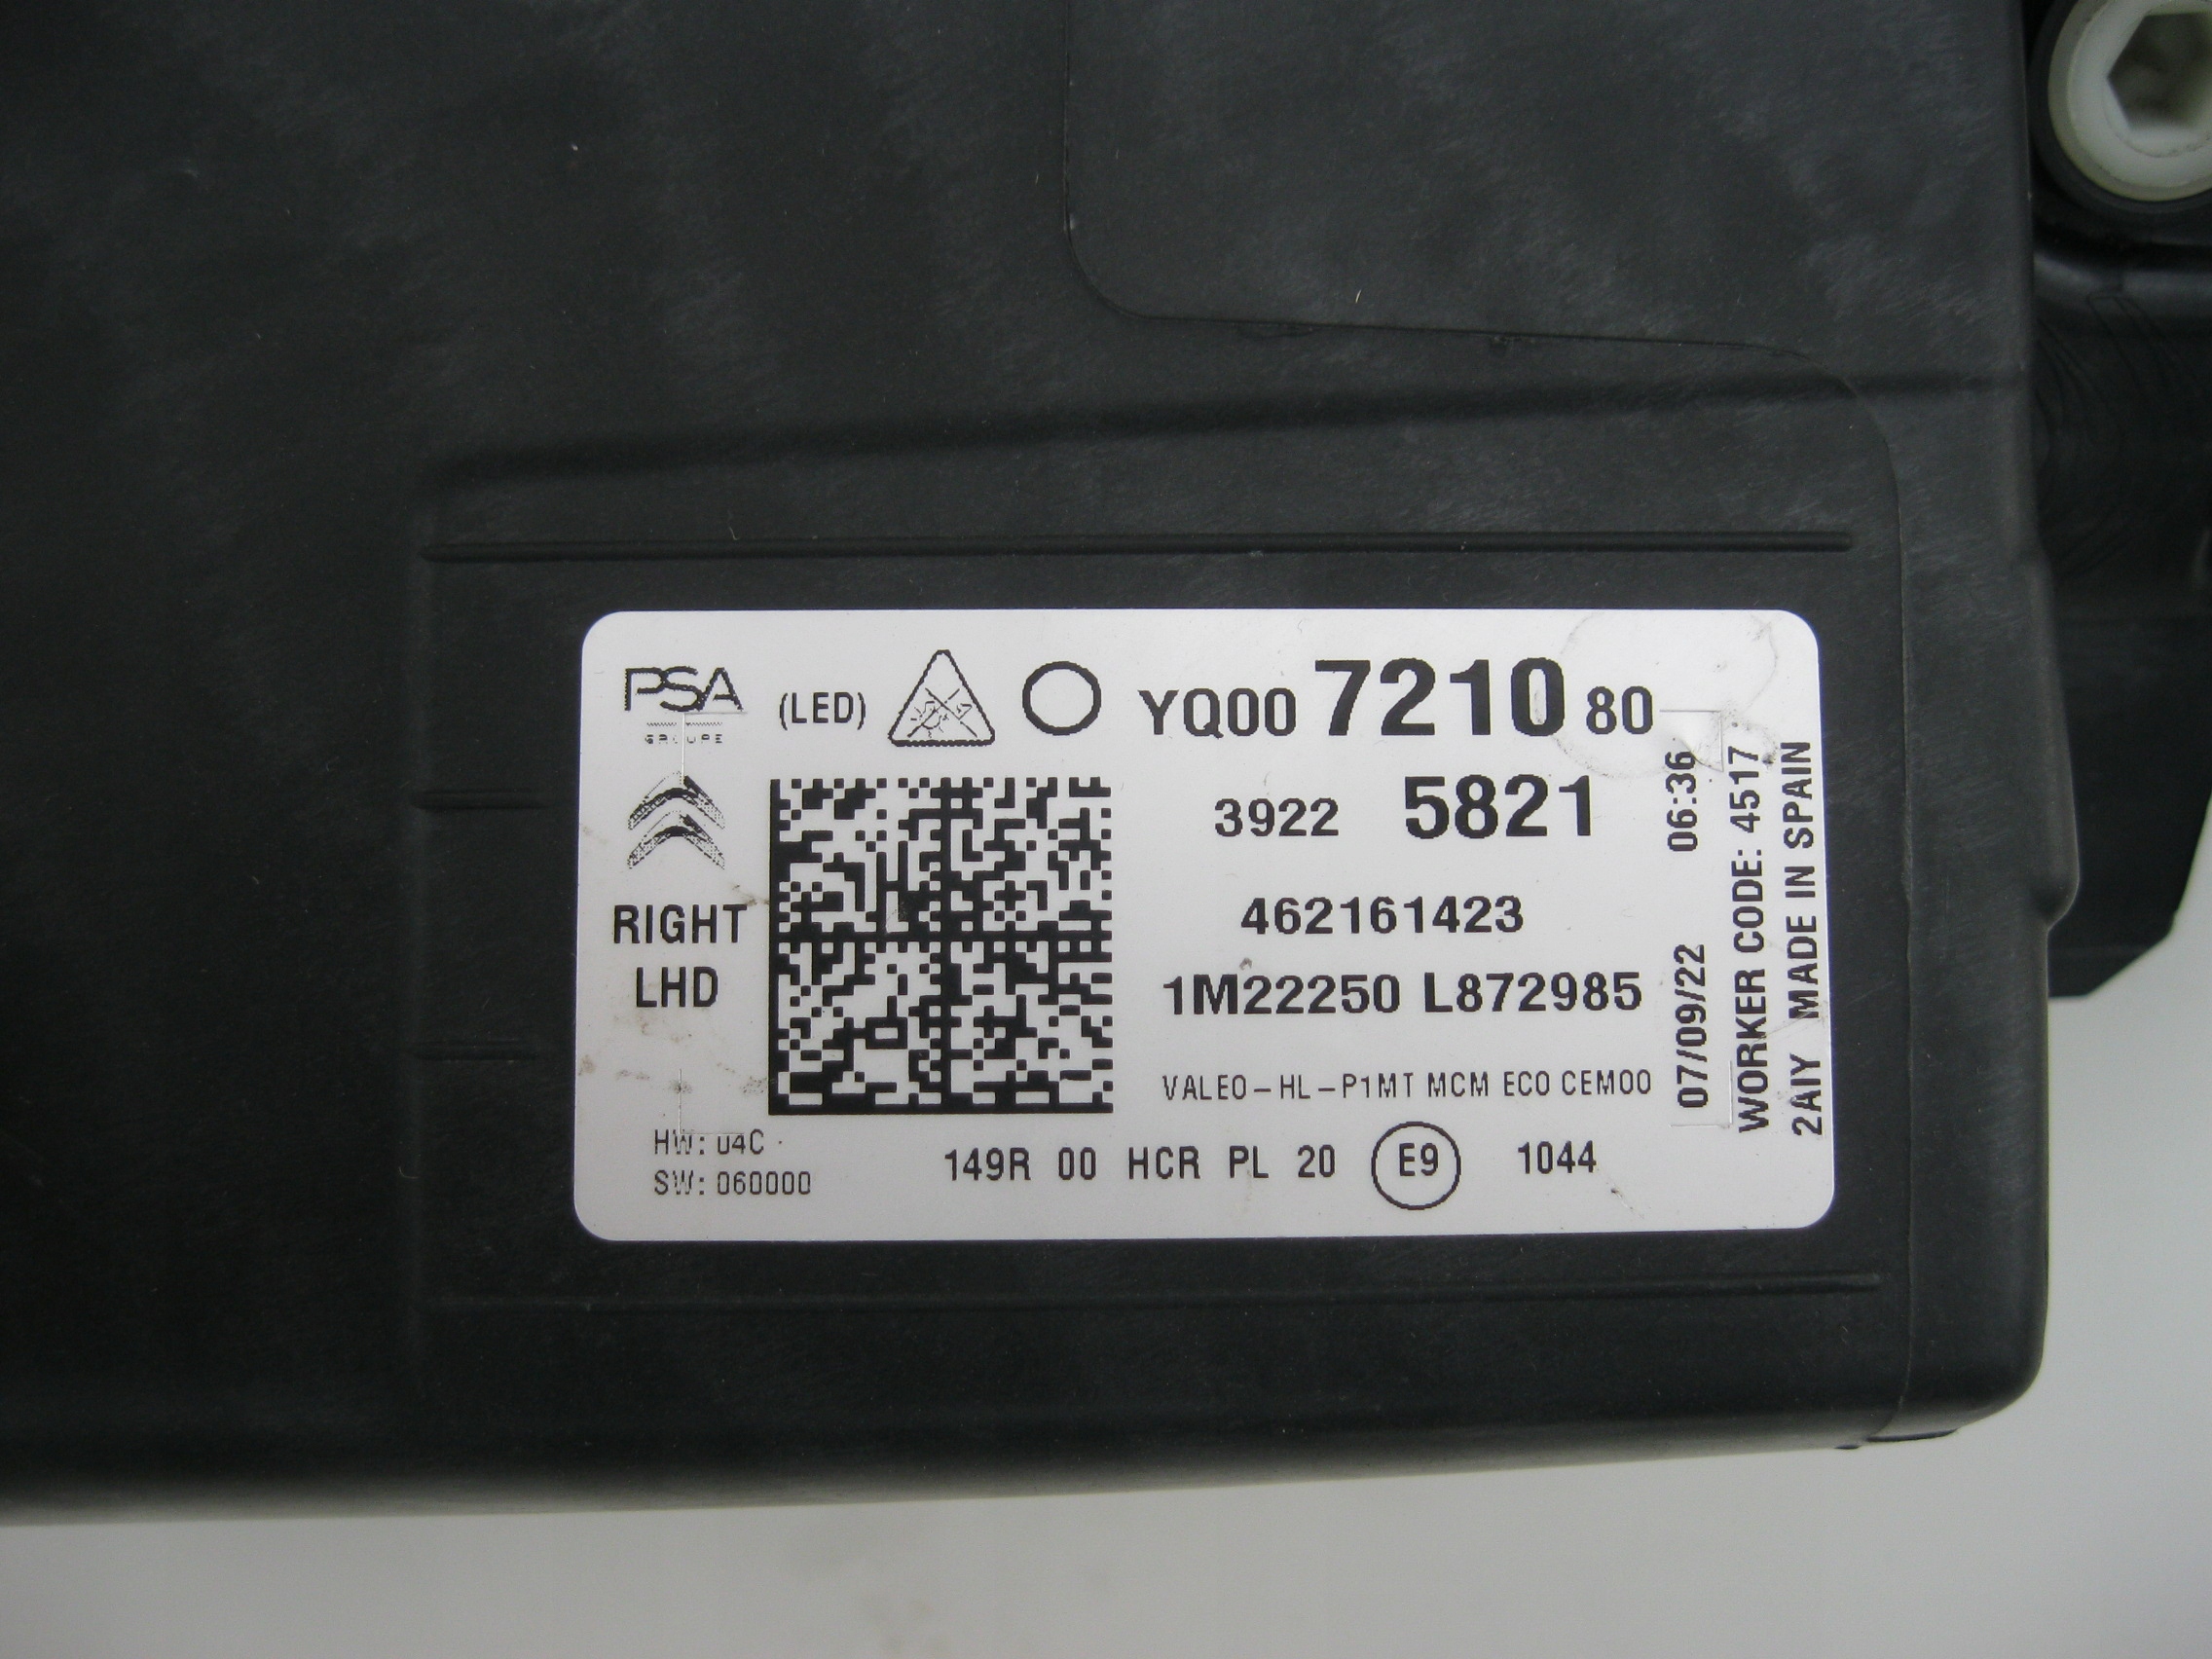 PSA
GROUPE
(LED)
YQ00 7210 80
3922 5821
462161423
1M22250 L872985
VALEO-HL-P1MT MCM ECO CEM00
RIGHT
LHD
HW: 04C
SW: 060000
149R 00 HCR PL 20 E9 1044
07/09/22 06:36
WORKER CODE: 4517
2AIY MADE IN SPAIN